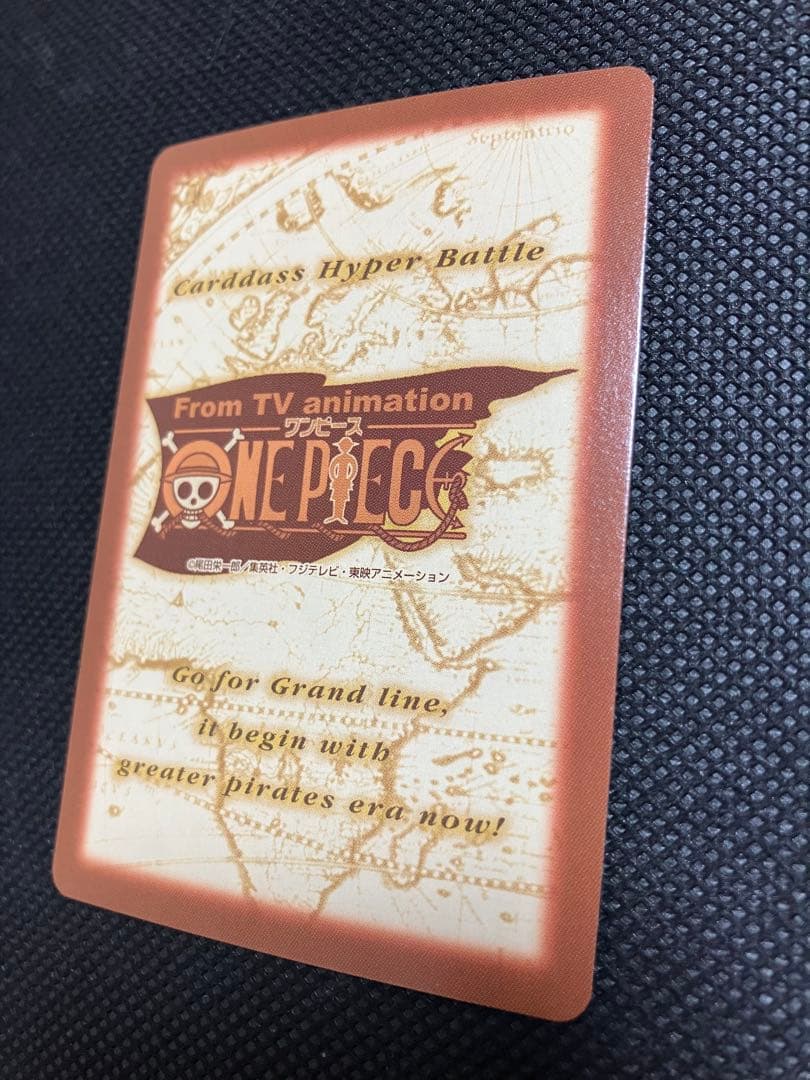 Septentrio
Carddass Hyper Battle
From TV animation
ワンピース
ONE PIECE
©尾田栄一郎／集英社・フジテレビ・東映アニメーション
Go for Grand line,
it begin with
greater pirates era now!